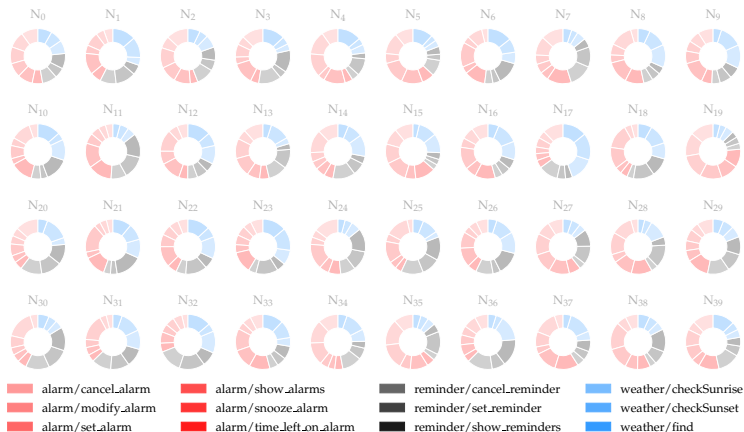 N0 N1 N2 N3 N4 N5 N6 N7 N8 N9
N10 N11 N12 N13 N14 N15 N16 N17 N18 N19
N20 N21 N22 N23 N24 N25 N26 N27 N28 N29
N30 N31 N32 N33 N34 N35 N36 N37 N38 N39
alarm/cancel_alarm alarm/show_alarms reminder/cancel_reminder weather/checkSunrise
alarm/modify_alarm alarm/snooze_alarm reminder/set_reminder weather/checkSunset
alarm/set_alarm alarm/time_left_on_alarm reminder/show_reminders weather/find